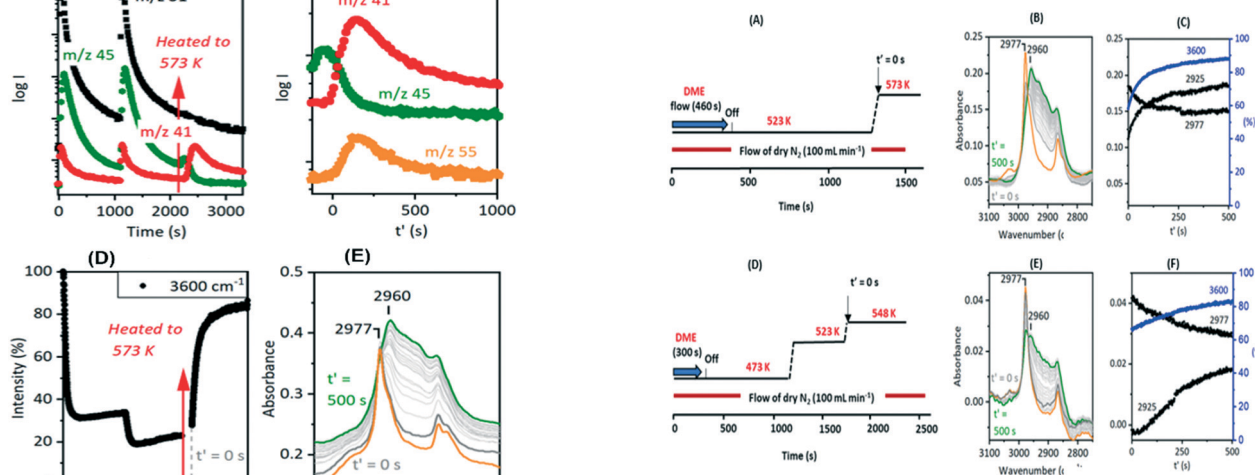 m/z 45
Heated to
573 K
m/z 41
log I
0
1000
2000
3000
Time (s)
m/z 41
m/z 45
m/z 55
log I
0
500
1000
t' (s)
(A)
DME
flow (460s)
Off
523 K
t' = 0 s
573 K
Flow of dry N₂ (100 mL min⁻¹)
0
500
1000
1500
Time (s)
(B)
2977
2960
0.25
0.20
0.15
0.10
0.05
Absorbance
t' =
500 s
t' = 0 s
3100
3000
2900
2800
Wavenumber (c
(C)
3600
2925
2977
0.25
0.20
0.15
0.10
0.05
100
80
60
40
20
0
(%)
0
250
500
t' (s)
(D)
100
80
60
40
20
Intensity (%)
3600 cm⁻¹
Heated to
573 K
t' = 0 s
(E)
0.5
0.4
0.3
0.2
Absorbance
2960
2977
t' =
500 s
t' = 0 s
(D)
DME
(300 s)
Off
473 K
523 K
t' = 0 s
548 K
Flow of dry N₂ (100 mL min⁻¹)
0
500
1000
1500
2000
2500
Time (s)
(E)
2977
2960
0.04
0.02
0.00
Absorbance
t' = 0 s
t' =
500 s
3100
3000
2900
2800
(F)
3600
2977
2925
0.04
0.02
0.00
100
80
60
40
20
0
0
250
500
t' (s)